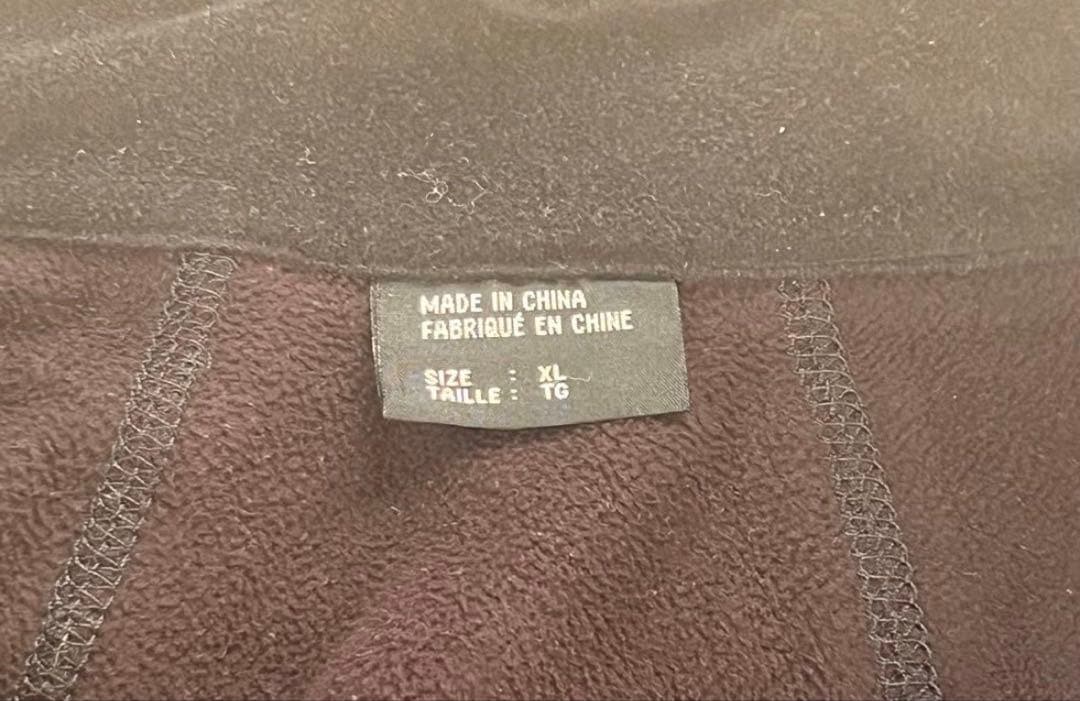 MADE IN CHINA
FABRIQUÉ EN CHINE
SIZE : XL
TAILLE : TG